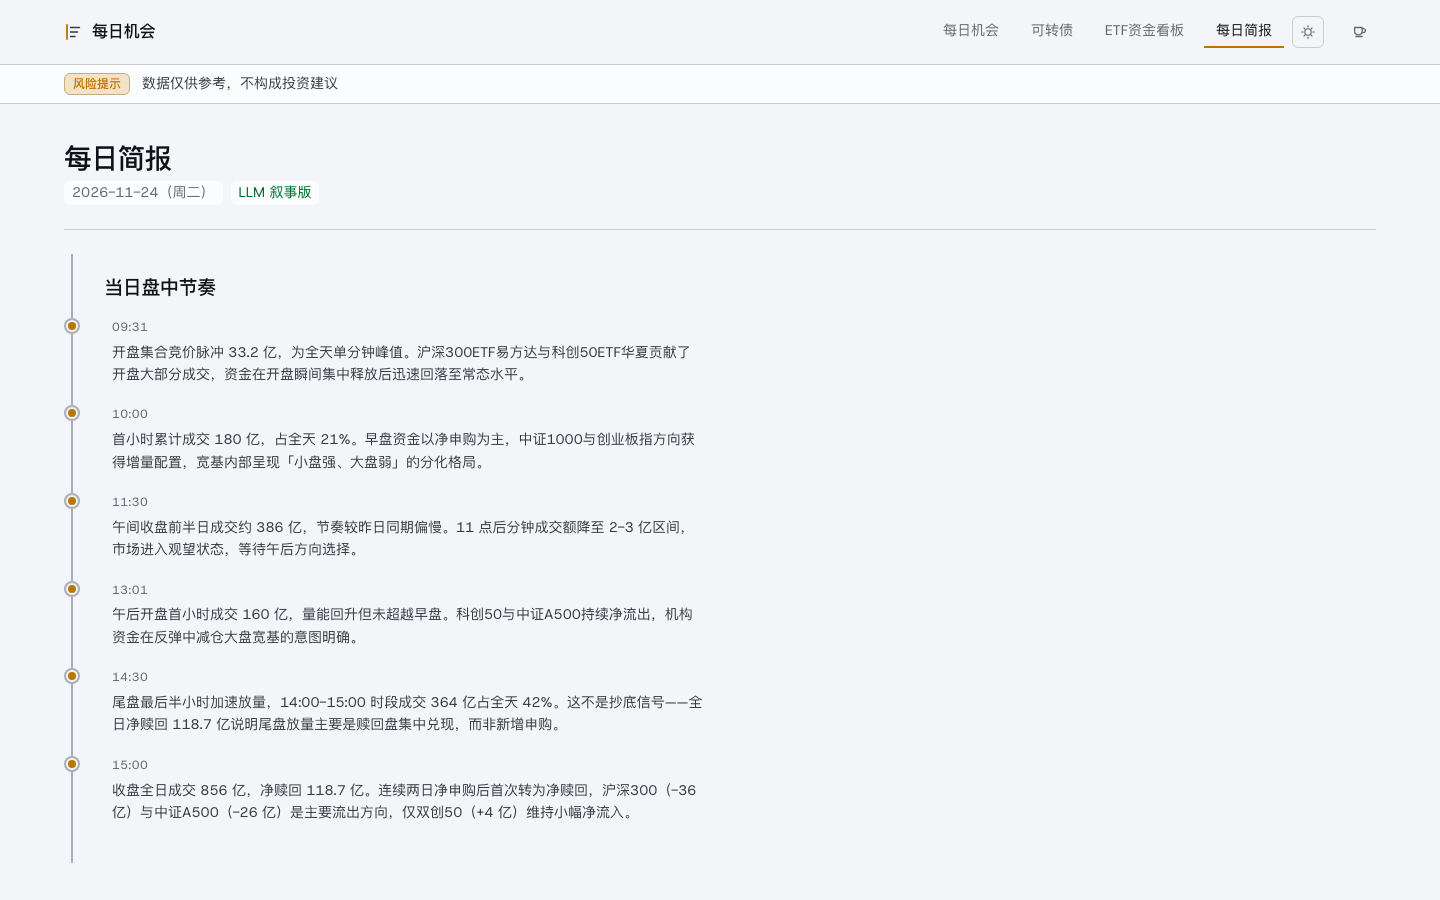 每日机会
每日机会
可转债
ETF资金看板
每日简报
风险提示
数据仅供参考，不构成投资建议
每日简报
2026-11-24（周二）
LLM 叙事版
当日盘中节奏
09:31
开盘集合竞价脉冲 33.2 亿，为全天单分钟峰值。沪深300ETF易方达与科创50ETF华夏贡献了
开盘大部分成交，资金在开盘瞬间集中释放后迅速回落至常态水平。
10:00
首小时累计成交 180 亿，占全天 21%。早盘资金以净申购为主，中证1000与创业板指方向获
得增量配置，宽基内部呈现「小盘强、大盘弱」的分化格局。
11:30
午间收盘前半日成交约 386 亿，节奏较昨日同期偏慢。11 点后分钟成交额降至 2-3 亿区间，
市场进入观望状态，等待午后方向选择。
13:01
午后开盘首小时成交 160 亿，量能回升但未超越早盘。科创50与中证A500持续净流出，机构
资金在反弹中减仓大盘宽基的意图明确。
14:30
尾盘最后半小时加速放量，14:00-15:00 时段成交 364 亿占全天 42%。这不是抄底信号——全
日净赎回 118.7 亿说明尾盘放量主要是赎回盘集中兑现，而非新增申购。
15:00
收盘全日成交 856 亿，净赎回 118.7 亿。连续两日净申购后首次转为净赎回，沪深300（-36
亿）与中证A500（-26 亿）是主要流出方向，仅双创50（+4 亿）维持小幅净流入。